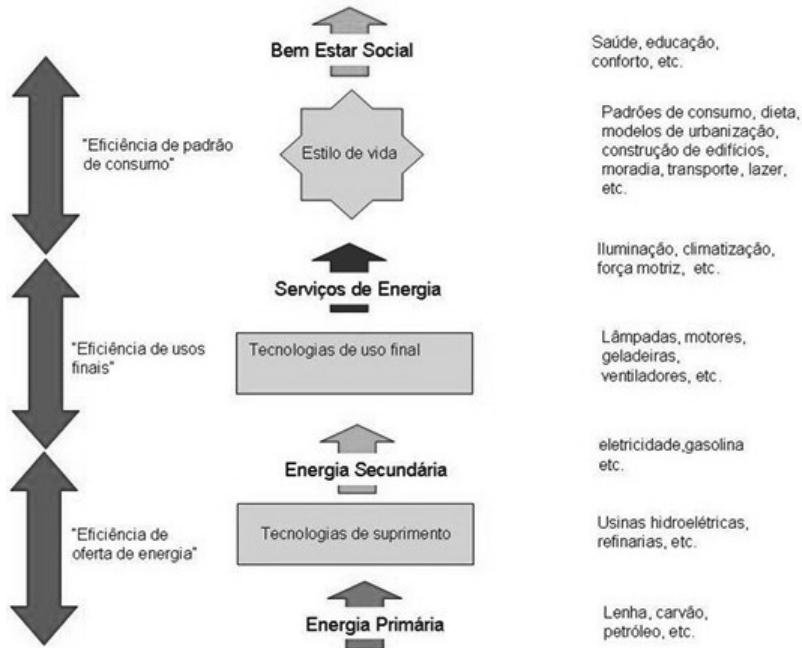 Bem Estar Social
Saúde, educação,
conforto, etc.
"Eficiência de padrão
de consumo"
Estilo de vida
Padrões de consumo, dieta,
modelos de urbanização,
construção de edifícios,
moradia, transporte, lazer,
etc.
Serviços de Energia
Iluminação, climatização,
força motriz, etc.
"Eficiência de usos
finais"
Tecnologias de uso final
Lâmpadas, motores,
geladeiras,
ventiladores, etc.
Energia Secundária
eletricidade,gasolina
etc.
"Eficiência de
oferta de energia"
Tecnologias de suprimento
Usinas hidroelétricas,
refinarias, etc.
Energia Primária
Lenha, carvão,
petróleo, etc.